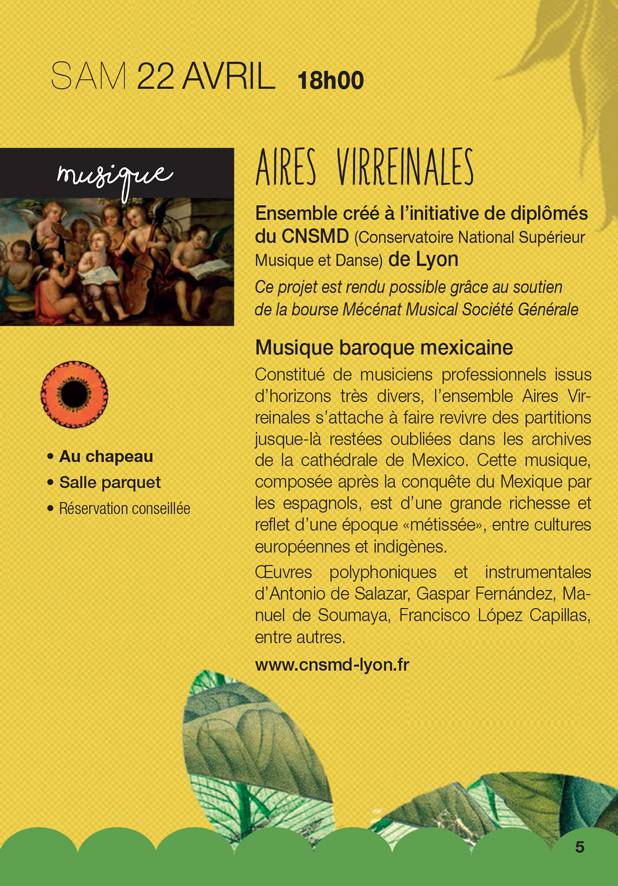 SAM 22 AVRIL 18h00
musique
AIRES VIRREINALES
Ensemble créé à l'initiative de diplômés
du CNSMD (Conservatoire National Supérieur
Musique et Danse) de Lyon
Ce projet est rendu possible grâce au soutien
de la bourse Mécénat Musical Société Générale
Musique baroque mexicaine
Constitué de musiciens professionnels issus
d'horizons très divers, l'ensemble Aires Vir-
reinales s'attache à faire revivre des partitions
jusque-là restées oubliées dans les archives
de la cathédrale de Mexico. Cette musique,
composée après la conquête du Mexique par
les espagnols, est d'une grande richesse et
reflet d'une époque «métissée», entre cultures
européennes et indigènes.
Œuvres polyphoniques et instrumentales
d'Antonio de Salazar, Gaspar Fernández, Ma-
nuel de Soumaya, Francisco López Capillas,
entre autres.
www.cnsmd-lyon.fr
• Au chapeau
• Salle parquet
• Réservation conseillée
5